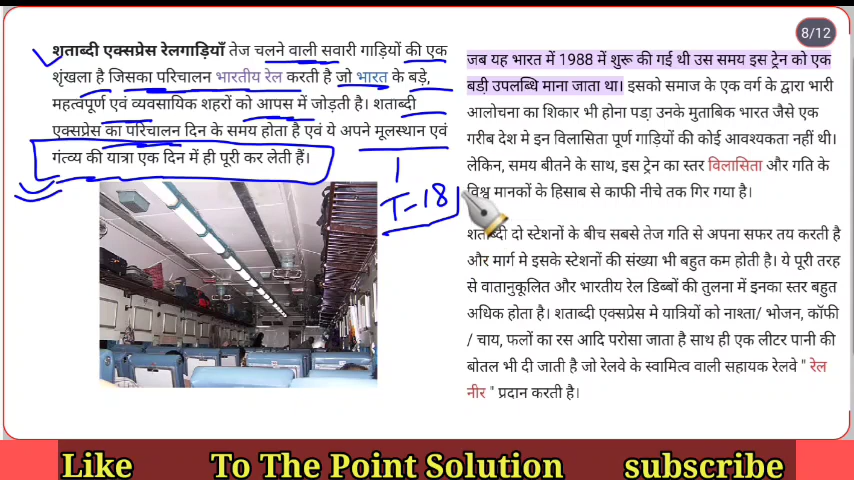 8/12
शताब्दी एक्सप्रेस रेलगाड़ियाँ तेज चलने वाली सवारी गाड़ियों की एक
शृंखला है जिसका परिचालन भारतीय रेल करती है जो भारत के बड़े,
महत्वपूर्ण एवं व्यवसायिक शहरों को आपस में जोड़ती है। शताब्दी
एक्सप्रेस का परिचालन दिन के समय होता है एवं ये अपने मूलस्थान एवं
गंतव्य की यात्रा एक दिन में ही पूरी कर लेती हैं।
T-18
जब यह भारत में 1988 में शुरू की गई थी उस समय इस ट्रेन को एक
बड़ी उपलब्धि माना जाता था। इसको समाज के एक वर्ग के द्वारा भारी
आलोचना का शिकार भी होना पड़ा उनके मुताबिक भारत जैसे एक
गरीब देश मे इन विलासिता पूर्ण गाड़ियों की कोई आवश्यकता नहीं थी।
लेकिन, समय बीतने के साथ, इस ट्रेन का स्तर विलासिता और गति के
विश्व मानकों के हिसाब से काफी नीचे तक गिर गया है।
शताब्दी दो स्टेशनों के बीच सबसे तेज गति से अपना सफर तय करती है
और मार्ग मे इसके स्टेशनों की संख्या भी बहुत कम होती है। ये पूरी तरह
से वातानुकूलित और भारतीय रेल डिब्बों की तुलना में इनका स्तर बहुत
अधिक होता है। शताब्दी एक्सप्रेस मे यात्रियों को नाश्ता/ भोजन, कॉफी
/ चाय, फलों का रस आदि परोसा जाता है साथ ही एक लीटर पानी की
बोतल भी दी जाती है जो रेलवे के स्वामित्व वाली सहायक रेलवे " रेल
नीर " प्रदान करती है।
Like To The Point Solution subscribe